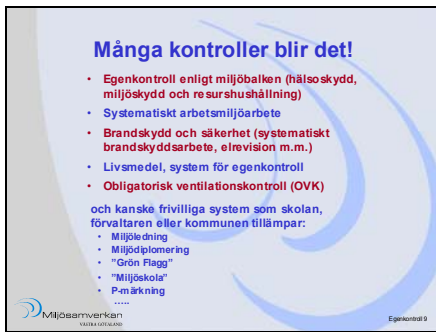 Många kontroller blir det!
• Egenkontroll enligt miljöbalken (hälsoskydd,
miljöskydd och resurshushållning)
• Systematiskt arbetsmiljöarbete
• Brandskydd och säkerhet (systematiskt
brandskyddsarbete, elrevision m.m.)
• Livsmedel, system för egenkontroll
• Obligatorisk ventilationskontroll (OVK)
och kanske frivilliga system som skolan,
förvaltaren eller kommunen tillämpar:
• Miljöledning
• Miljödiplomering
• ”Grön Flagg”
• ”Miljöskola”
• P-märkning
…..
Miljösamverkan
VÄSTRA GÖTALAND
Egenkontroll 9